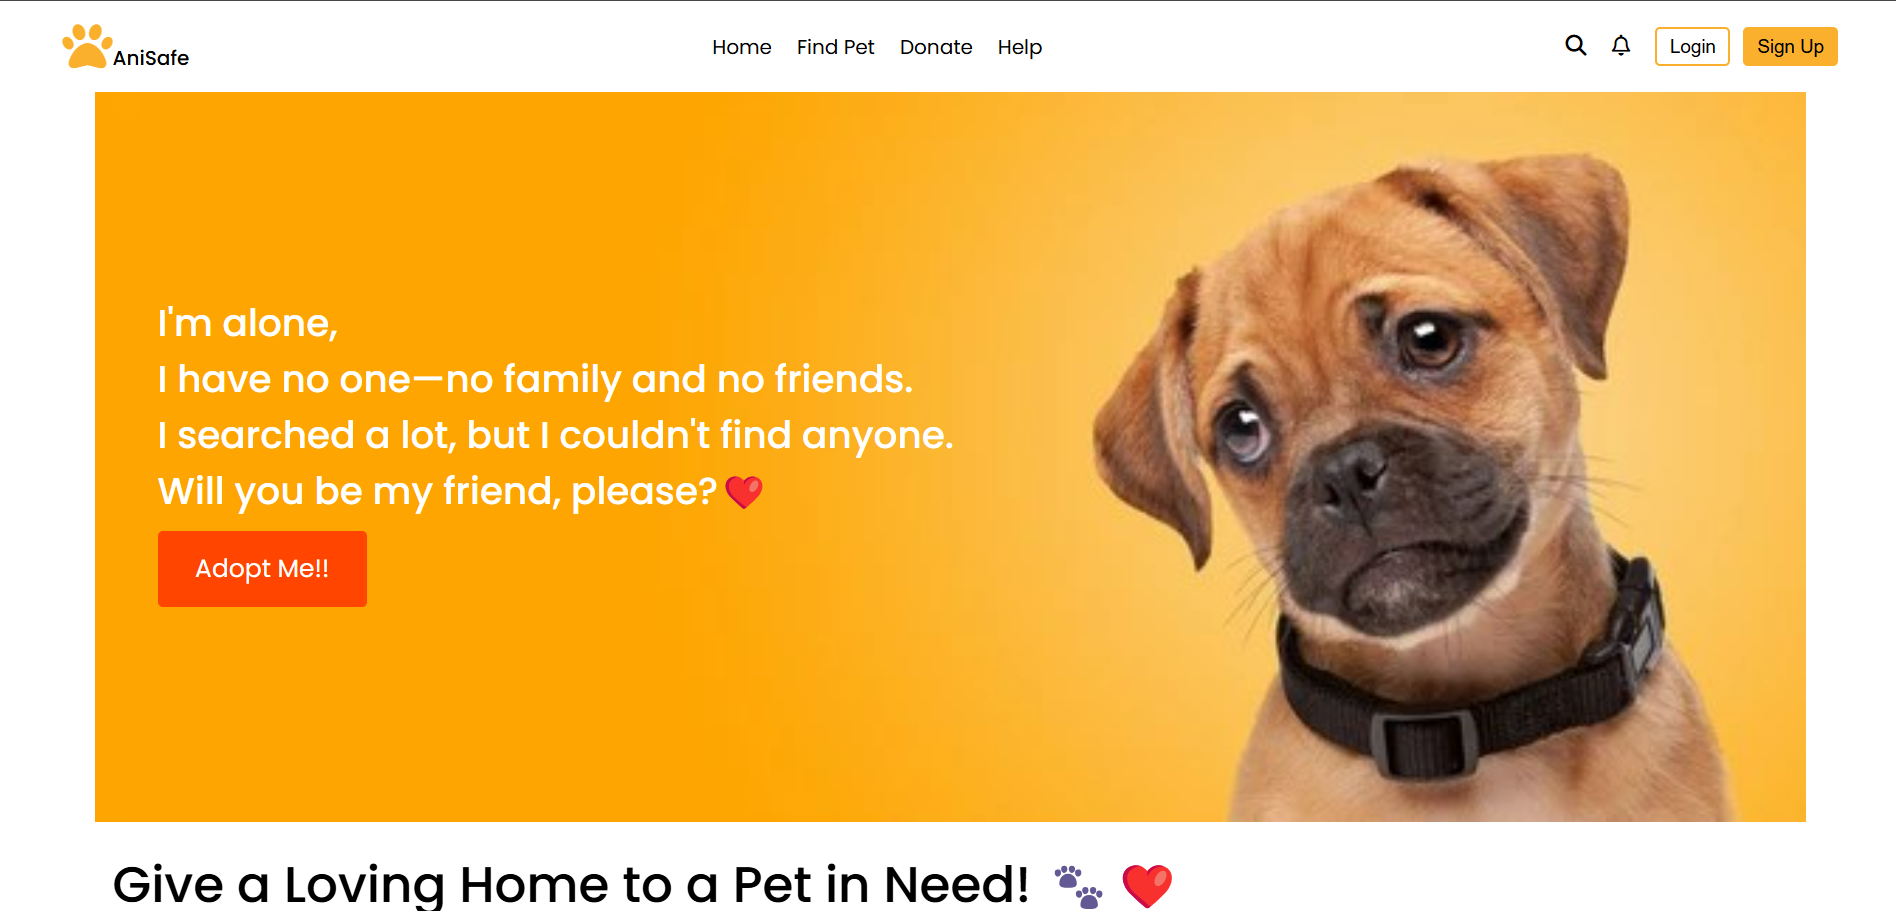 AniSafe
Home Find Pet Donate Help
Login Sign Up
I'm alone,
I have no one—no family and no friends.
I searched a lot, but I couldn't find anyone.
Will you be my friend, please? ❤️
Adopt Me!!
Give a Loving Home to a Pet in Need! 🐾 ❤️